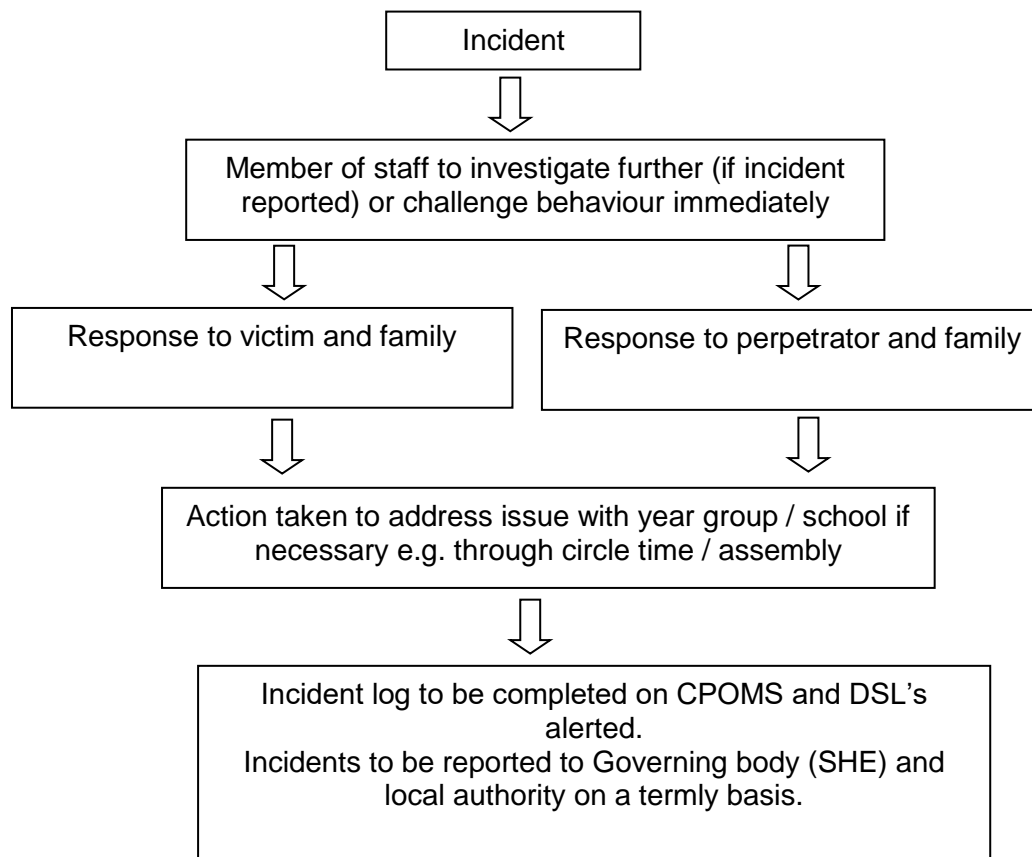 Incident
Member of staff to investigate further (if incident
reported) or challenge behaviour immediately
Response to victim and family
Response to perpetrator and family
Action taken to address issue with year group / school if
necessary e.g. through circle time / assembly
Incident log to be completed on CPOMS and DSL’s
alerted.
Incidents to be reported to Governing body (SHE) and
local authority on a termly basis.